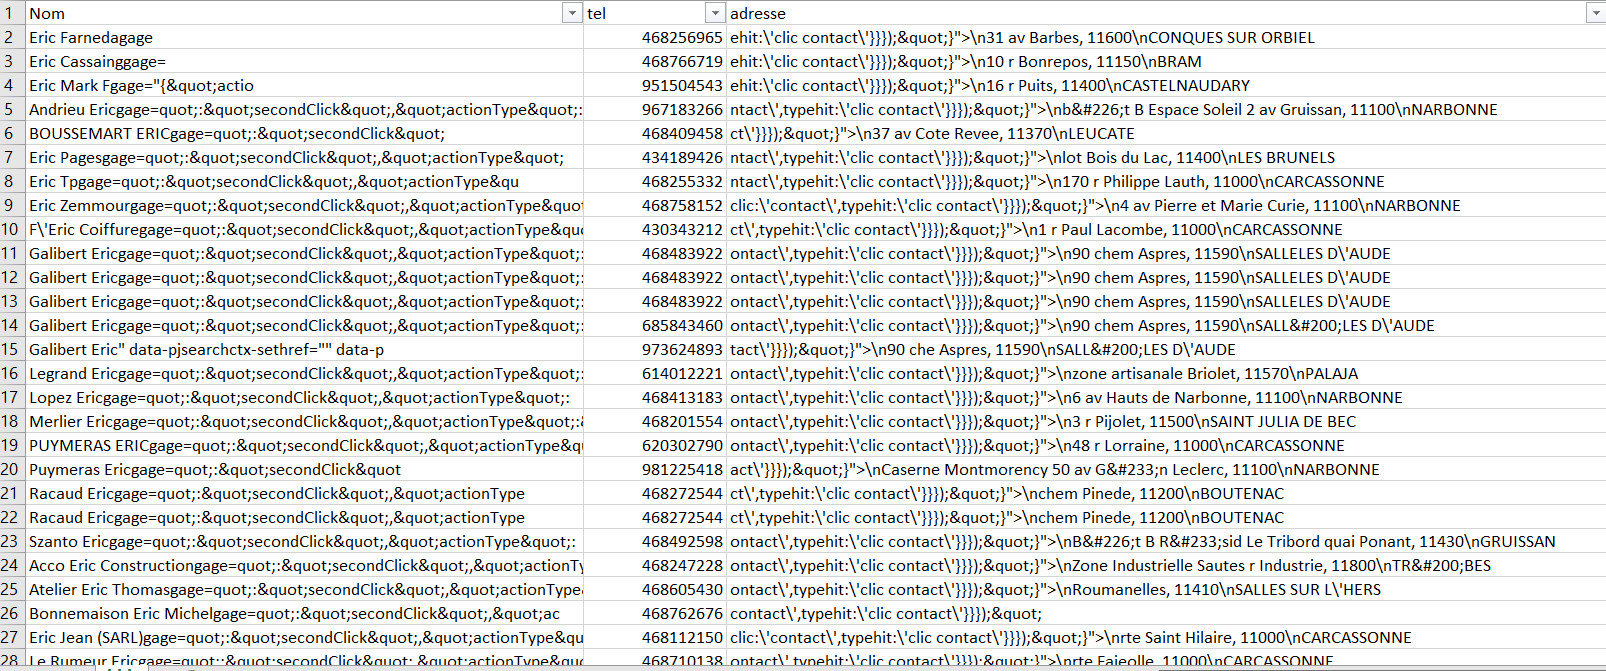 1 Nom tel adresse
2 Eric Farnedagage 468256965 ehit:\'clic contact\'}}});&quot;}">\n31 av Barbes, 11600\nCONQUES SUR ORBIEL
3 Eric Cassainggage= 468766719 ehit:\'clic contact\'}}});&quot;}">\n10 r Bonrepos, 11150\nBRAM
4 Eric Mark Fgage="{&quot;actio 951504543 ehit:\'clic contact\'}}});&quot;}">\n16 r Puits, 11400\nCASTELNAUDARY
5 Andrieu Ericgage=quot;:&quot;secondClick&quot;,&quot;actionType&quot;: 967183266 ntact\',typehit:\'clic contact\'}}});&quot;}">\nb&#226;t B Espace Soleil 2 av Gruissan, 11100\nNARBONNE
6 BOUSSEMART ERICgage=quot;:&quot;secondClick&quot; 468409458 ct\'}}});&quot;}">\n37 av Cote Revee, 11370\nLEUCATE
7 Eric Pagesgage=quot;:&quot;secondClick&quot;,&quot;actionType&quot; 434189426 ntact\',typehit:\'clic contact\'}}});&quot;}">\nlot Bois du Lac, 11400\nLES BRUNELS
8 Eric Tpgage=quot;:&quot;secondClick&quot;,&quot;actionType&qu 468255332 ntact\',typehit:\'clic contact\'}}});&quot;}">\n170 r Philippe Lauth, 11000\nCARCASSONNE
9 Eric Zemmourgage=quot;:&quot;secondClick&quot;,&quot;actionType&quot 468758152 clic:\'contact\',typehit:\'clic contact\'}}});&quot;}">\n4 av Pierre et Marie Curie, 11100\nNARBONNE
10 F\'Eric Coiffuregage=quot;:&quot;secondClick&quot;,&quot;actionType&quo 430343212 ct\',typehit:\'clic contact\'}}});&quot;}">\n1 r Paul Lacombe, 11000\nCARCASSONNE
11 Galibert Ericgage=quot;:&quot;secondClick&quot;,&quot;actionType&quot;: 468483922 ontact\',typehit:\'clic contact\'}}});&quot;}">\n90 chem Aspres, 11590\nSALLELES D\'AUDE
12 Galibert Ericgage=quot;:&quot;secondClick&quot;,&quot;actionType&quot;: 468483922 ontact\',typehit:\'clic contact\'}}});&quot;}">\n90 chem Aspres, 11590\nSALLELES D\'AUDE
13 Galibert Ericgage=quot;:&quot;secondClick&quot;,&quot;actionType&quot;: 468483922 ontact\',typehit:\'clic contact\'}}});&quot;}">\n90 chem Aspres, 11590\nSALLELES D\'AUDE
14 Galibert Ericgage=quot;:&quot;secondClick&quot;,&quot;actionType&quot;: 685843460 ontact\',typehit:\'clic contact\'}}});&quot;}">\n90 chem Aspres, 11590\nSALL&#200;LES D\'AUDE
15 Galibert Eric" data-pjsearchctx-sethref="" data-p 973624893 tact\'}}});&quot;}">\n90 che Aspres, 11590\nSALL&#200;LES D\'AUDE
16 Legrand Ericgage=quot;:&quot;secondClick&quot;,&quot;actionType&quot;: 614012221 ontact\',typehit:\'clic contact\'}}});&quot;}">\nzone artisanale Briolet, 11570\nPALAJA
17 Lopez Ericgage=quot;:&quot;secondClick&quot;,&quot;actionType&quot;: 468413183 ontact\',typehit:\'clic contact\'}}});&quot;}">\n6 av Hauts de Narbonne, 11100\nNARBONNE
18 Merlier Ericgage=quot;:&quot;secondClick&quot;,&quot;actionType&quot;:& 468201554 ontact\',typehit:\'clic contact\'}}});&quot;}">\n3 r Pijolet, 11500\nSAINT JULIA DE BEC
19 PUYMERAS ERICgage=quot;:&quot;secondClick&quot;,&quot;actionType&qu 620302790 ontact\',typehit:\'clic contact\'}}});&quot;}">\n48 r Lorraine, 11000\nCARCASSONNE
20 Puymeras Ericgage=quot;:&quot;secondClick&quot 981225418 act\'}}});&quot;}">\nCaserne Montmorency 50 av G&#233;n Leclerc, 11100\nNARBONNE
21 Racaud Ericgage=quot;:&quot;secondClick&quot;,&quot;actionType 468272544 ct\',typehit:\'clic contact\'}}});&quot;}">\nchem Pinede, 11200\nBOUTENAC
22 Racaud Ericgage=quot;:&quot;secondClick&quot;,&quot;actionType 468272544 ct\',typehit:\'clic contact\'}}});&quot;}">\nchem Pinede, 11200\nBOUTENAC
23 Szanto Ericgage=quot;:&quot;secondClick&quot;,&quot;actionType&quot;: 468492598 ontact\',typehit:\'clic contact\'}}});&quot;}">\nB&#226;t B R&#233;sid Le Tribord quai Ponant, 11430\nGRUISSAN
24 Acco Eric Constructiongage=quot;:&quot;secondClick&quot;,&quot;actionTy 468247228 ontact\',typehit:\'clic contact\'}}});&quot;}">\nZone Industrielle Sautes r Industrie, 11800\nTR&#200;BES
25 Atelier Eric Thomasgage=quot;:&quot;secondClick&quot;,&quot;actionType 468605430 ontact\',typehit:\'clic contact\'}}});&quot;}">\nRoumanelles, 11410\nSALLES SUR L\'HERS
26 Bonnemaison Eric Michelgage=quot;:&quot;secondClick&quot;,&quot;ac 468762676 contact\',typehit:\'clic contact\'}}});&quot;
27 Eric Jean (SARL)gage=quot;:&quot;secondClick&quot;,&quot;actionType&qu 468112150 clic:\'contact\',typehit:\'clic contact\'}}});&quot;}">\nrte Saint Hilaire, 11000\nCARCASSONNE
28 Le Rumeur Ericgage=quot;:&quot;secondClick&quot;,&quot;actionType&qu 468710138 ontact\',typehit:\'clic contact\'}}});&quot;}">\nrte Fajeolle, 11000\nCARCASSONNE